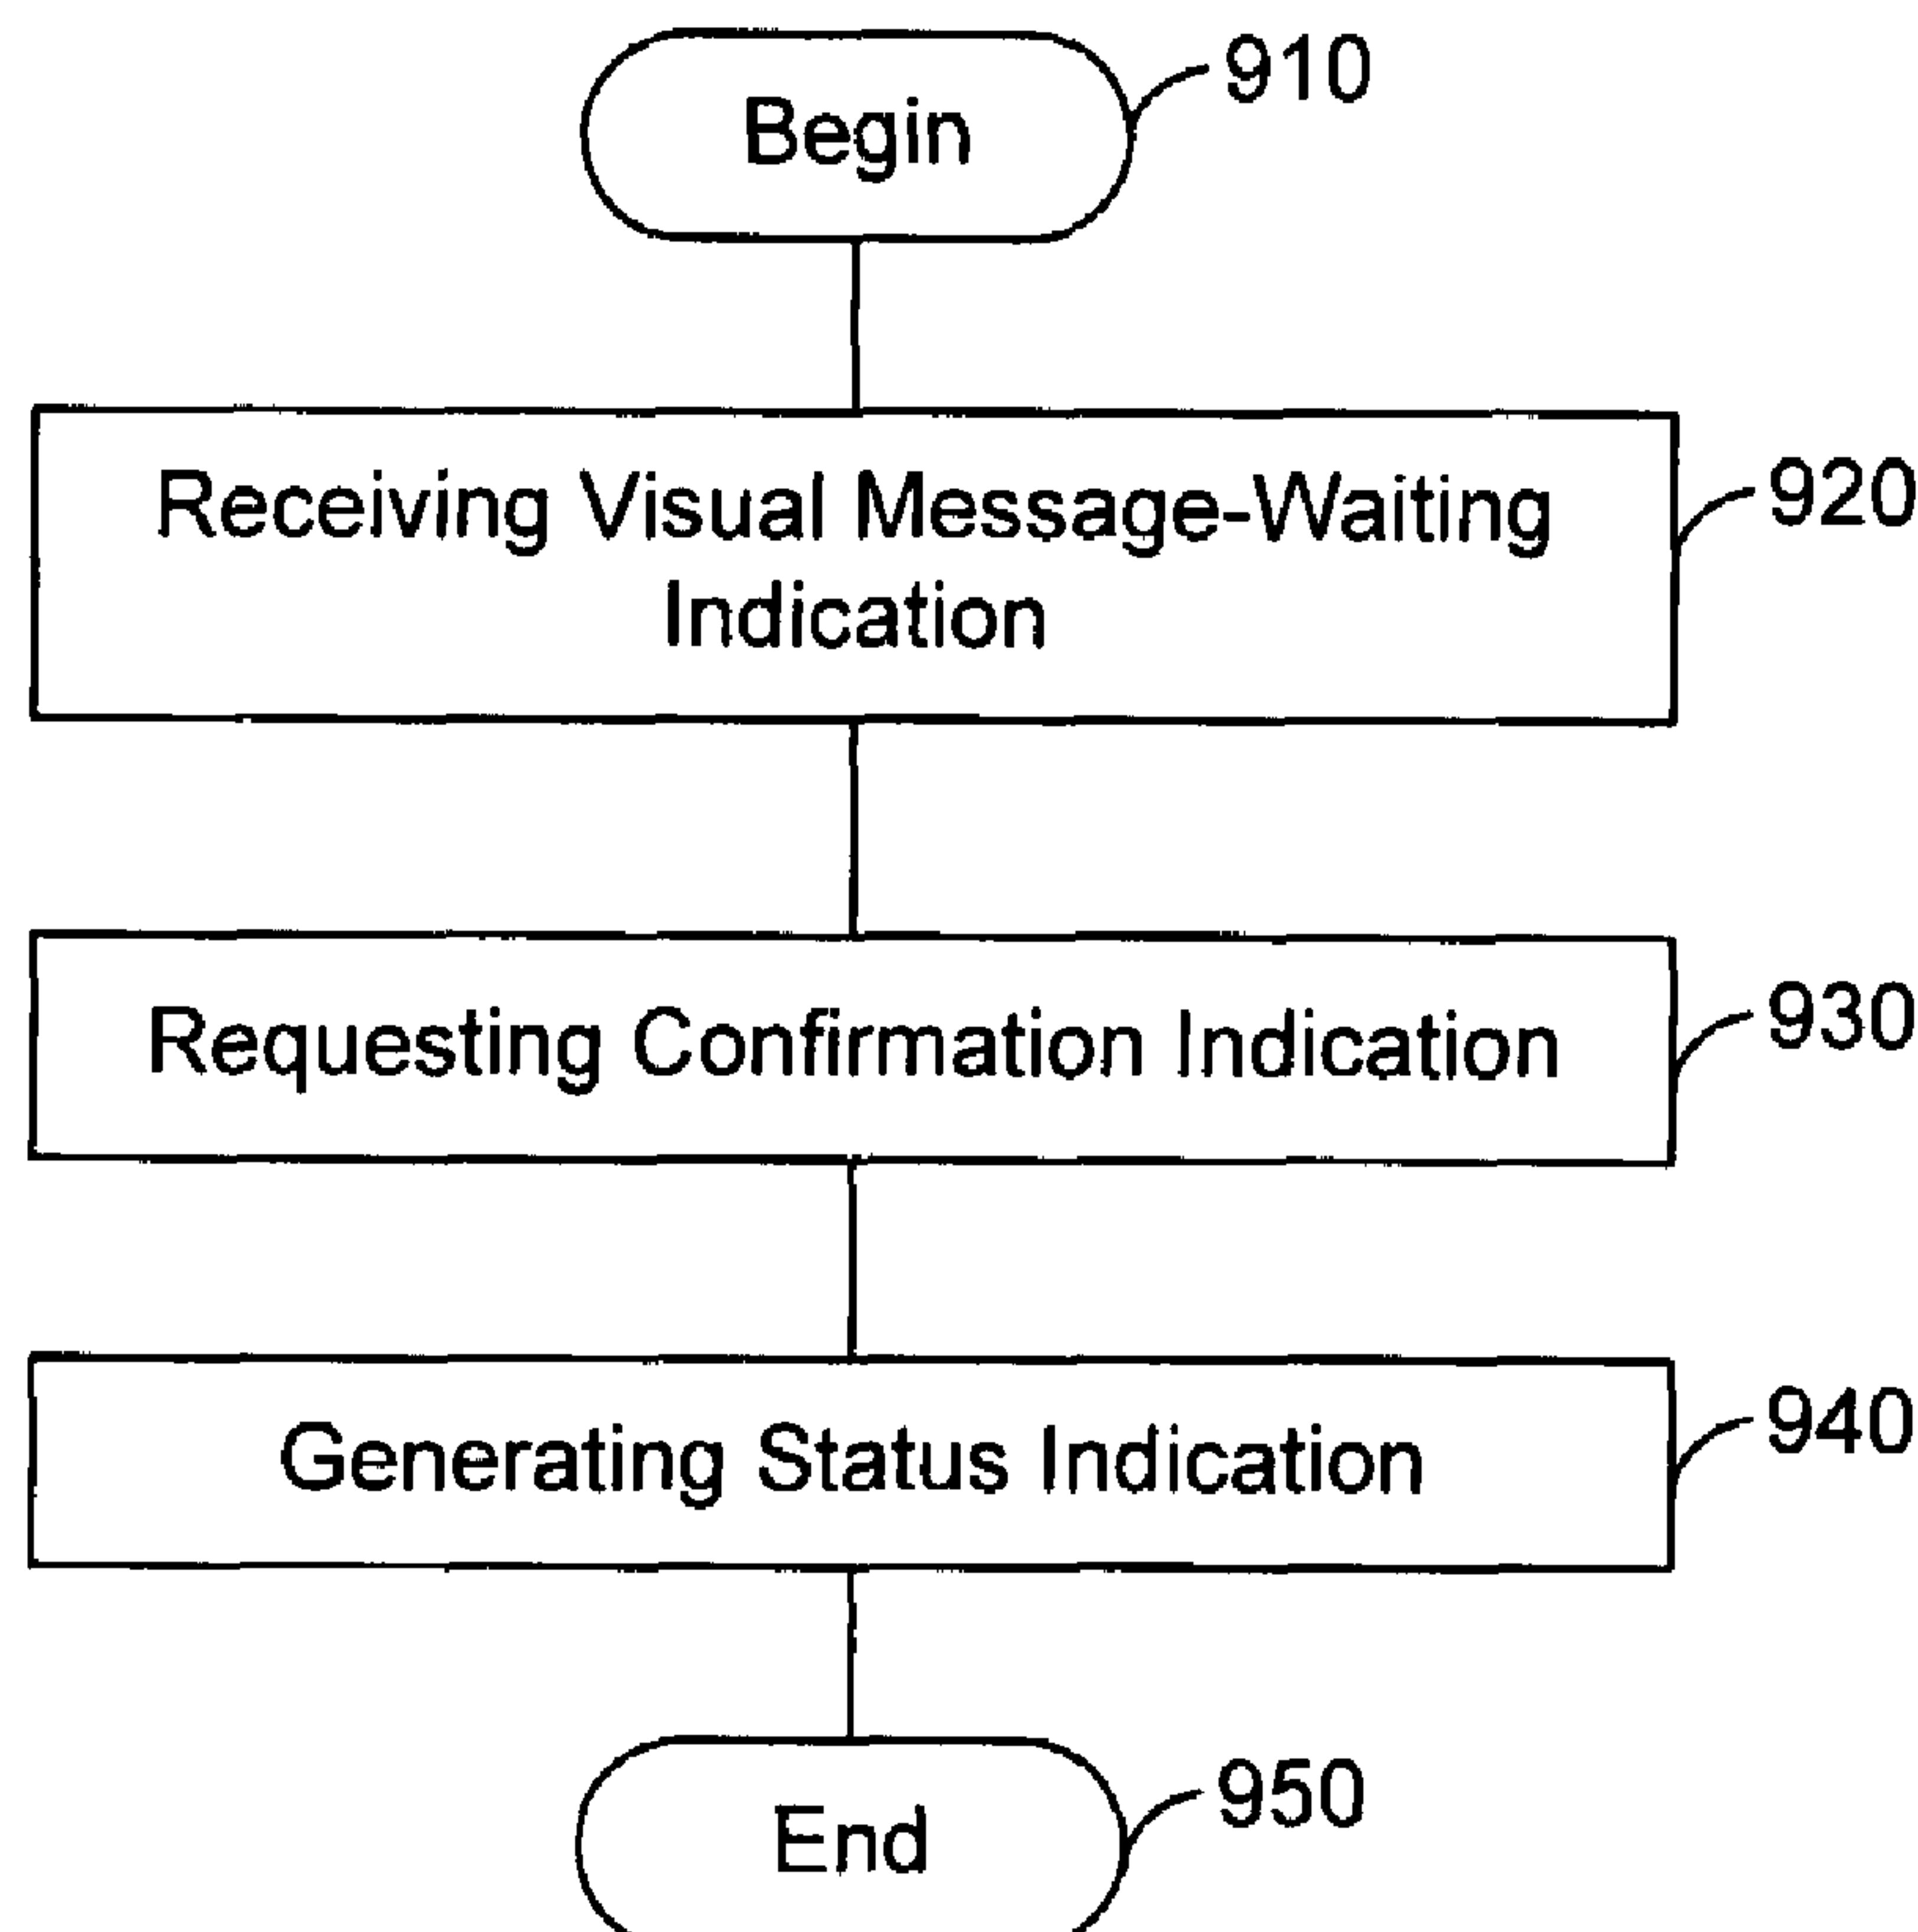 Begin
910
Receiving Visual Message-Waiting
Indication
920
Requesting Confirmation Indication
930
Generating Status Indication
940
End
950